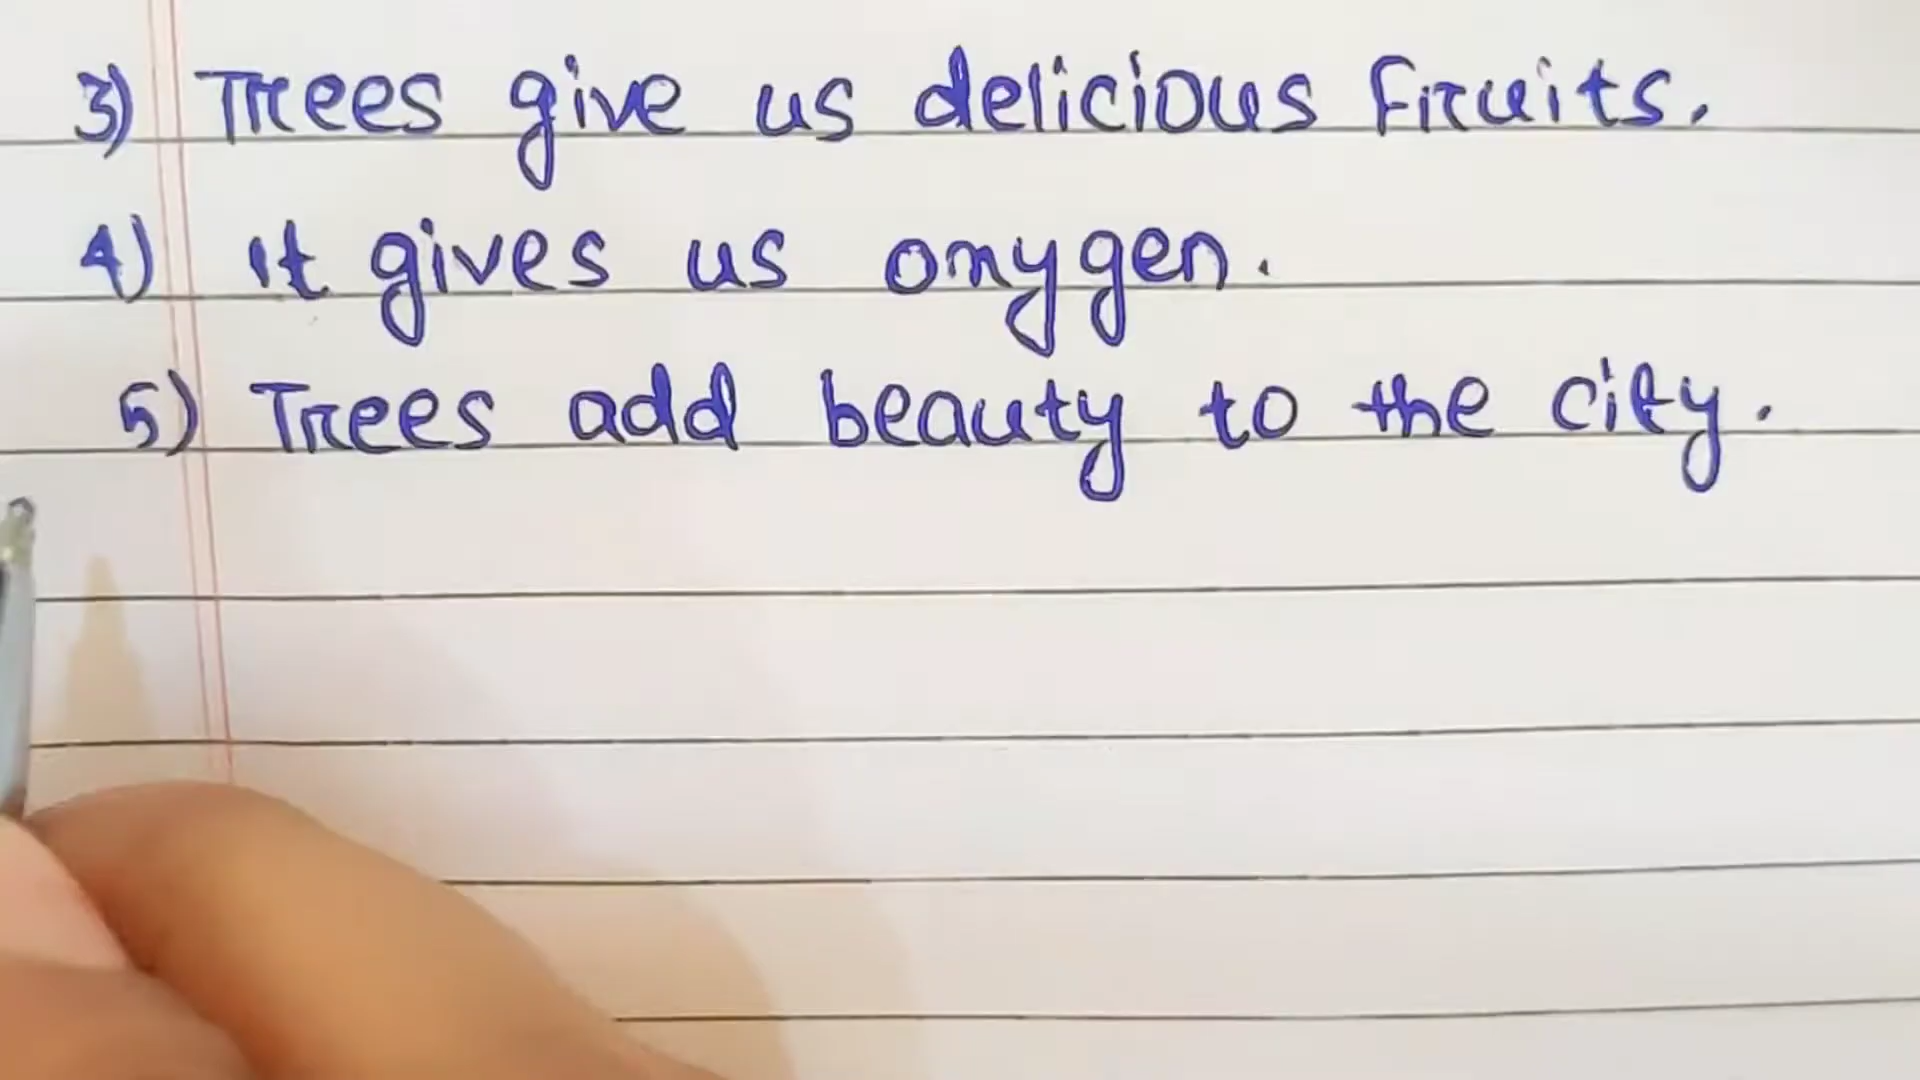 3) Trees give us delicious fruits.
4) it gives us oxygen.
5) Trees add beauty to the city.